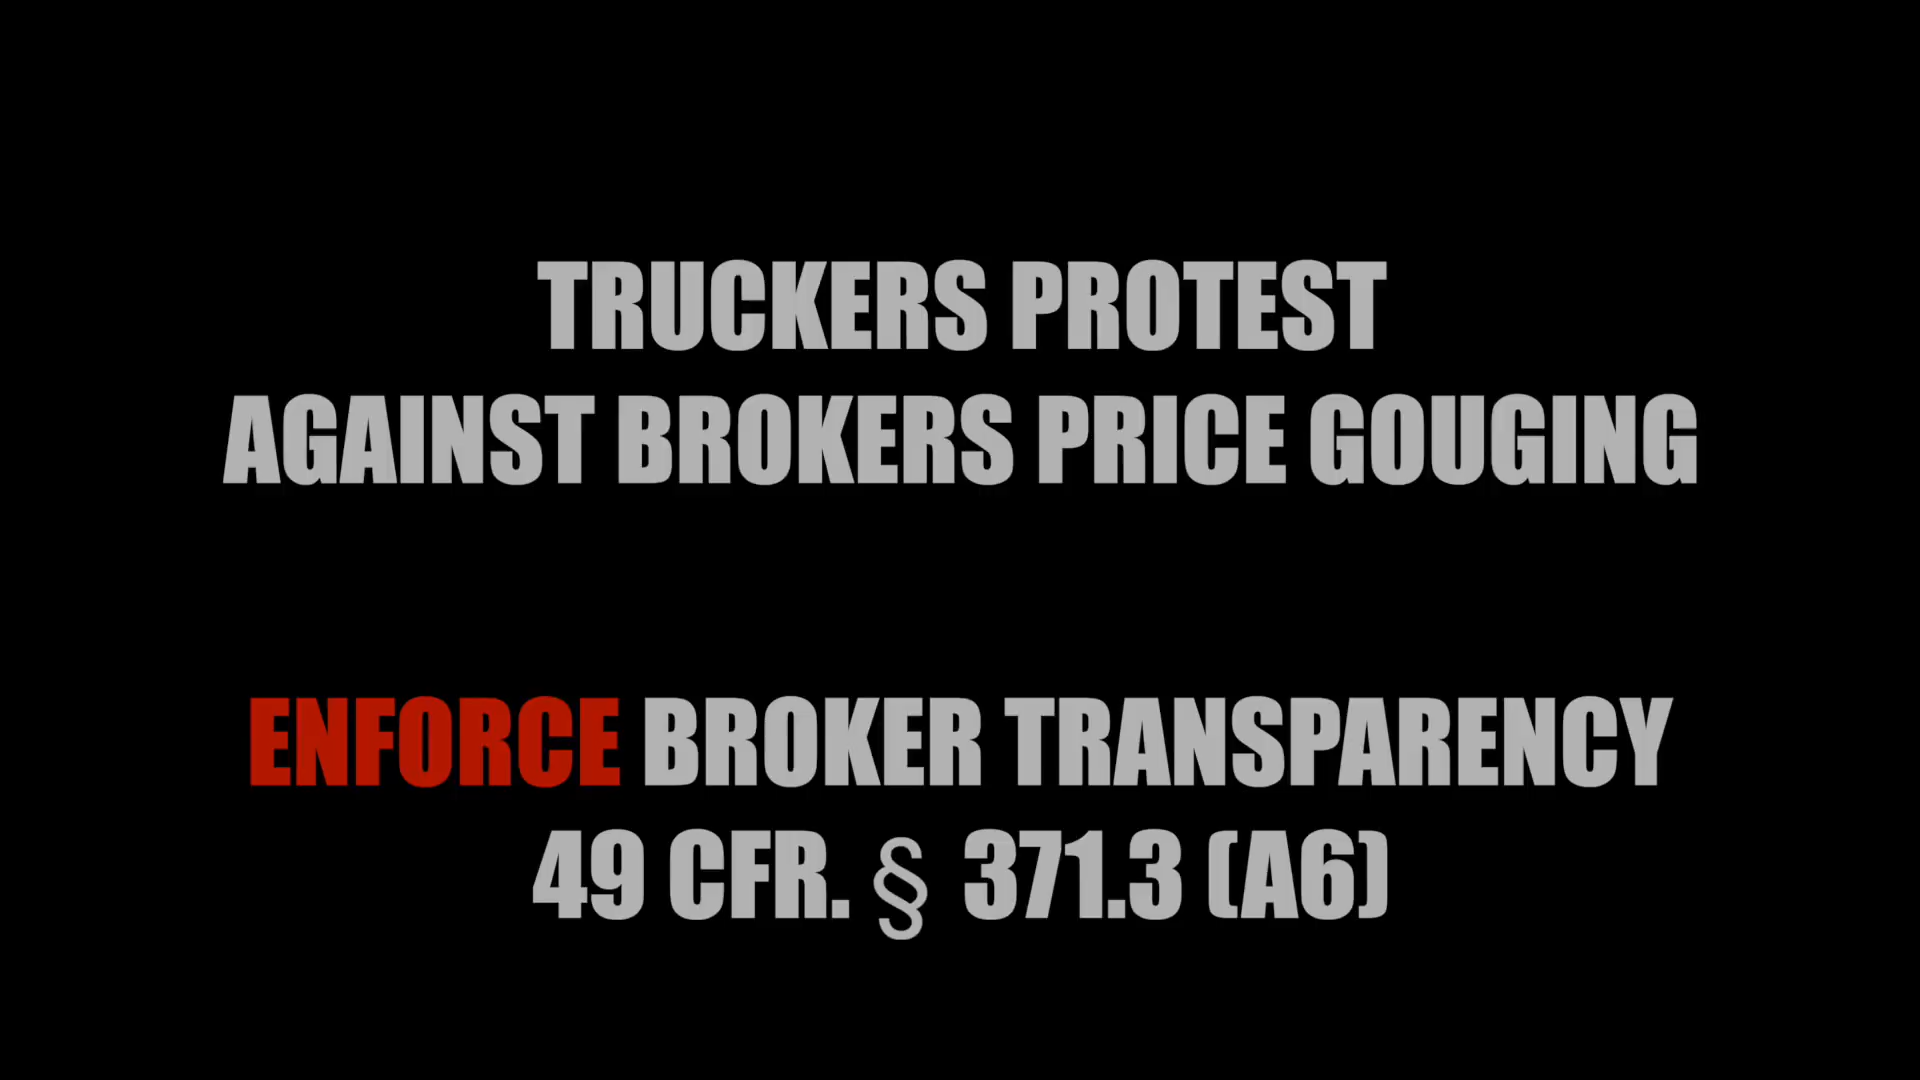 TRUCKERS PROTEST
AGAINST BROKERS PRICE GOUGING
ENFORCE BROKER TRANSPARENCY
49 CFR. § 371.3 (A6)